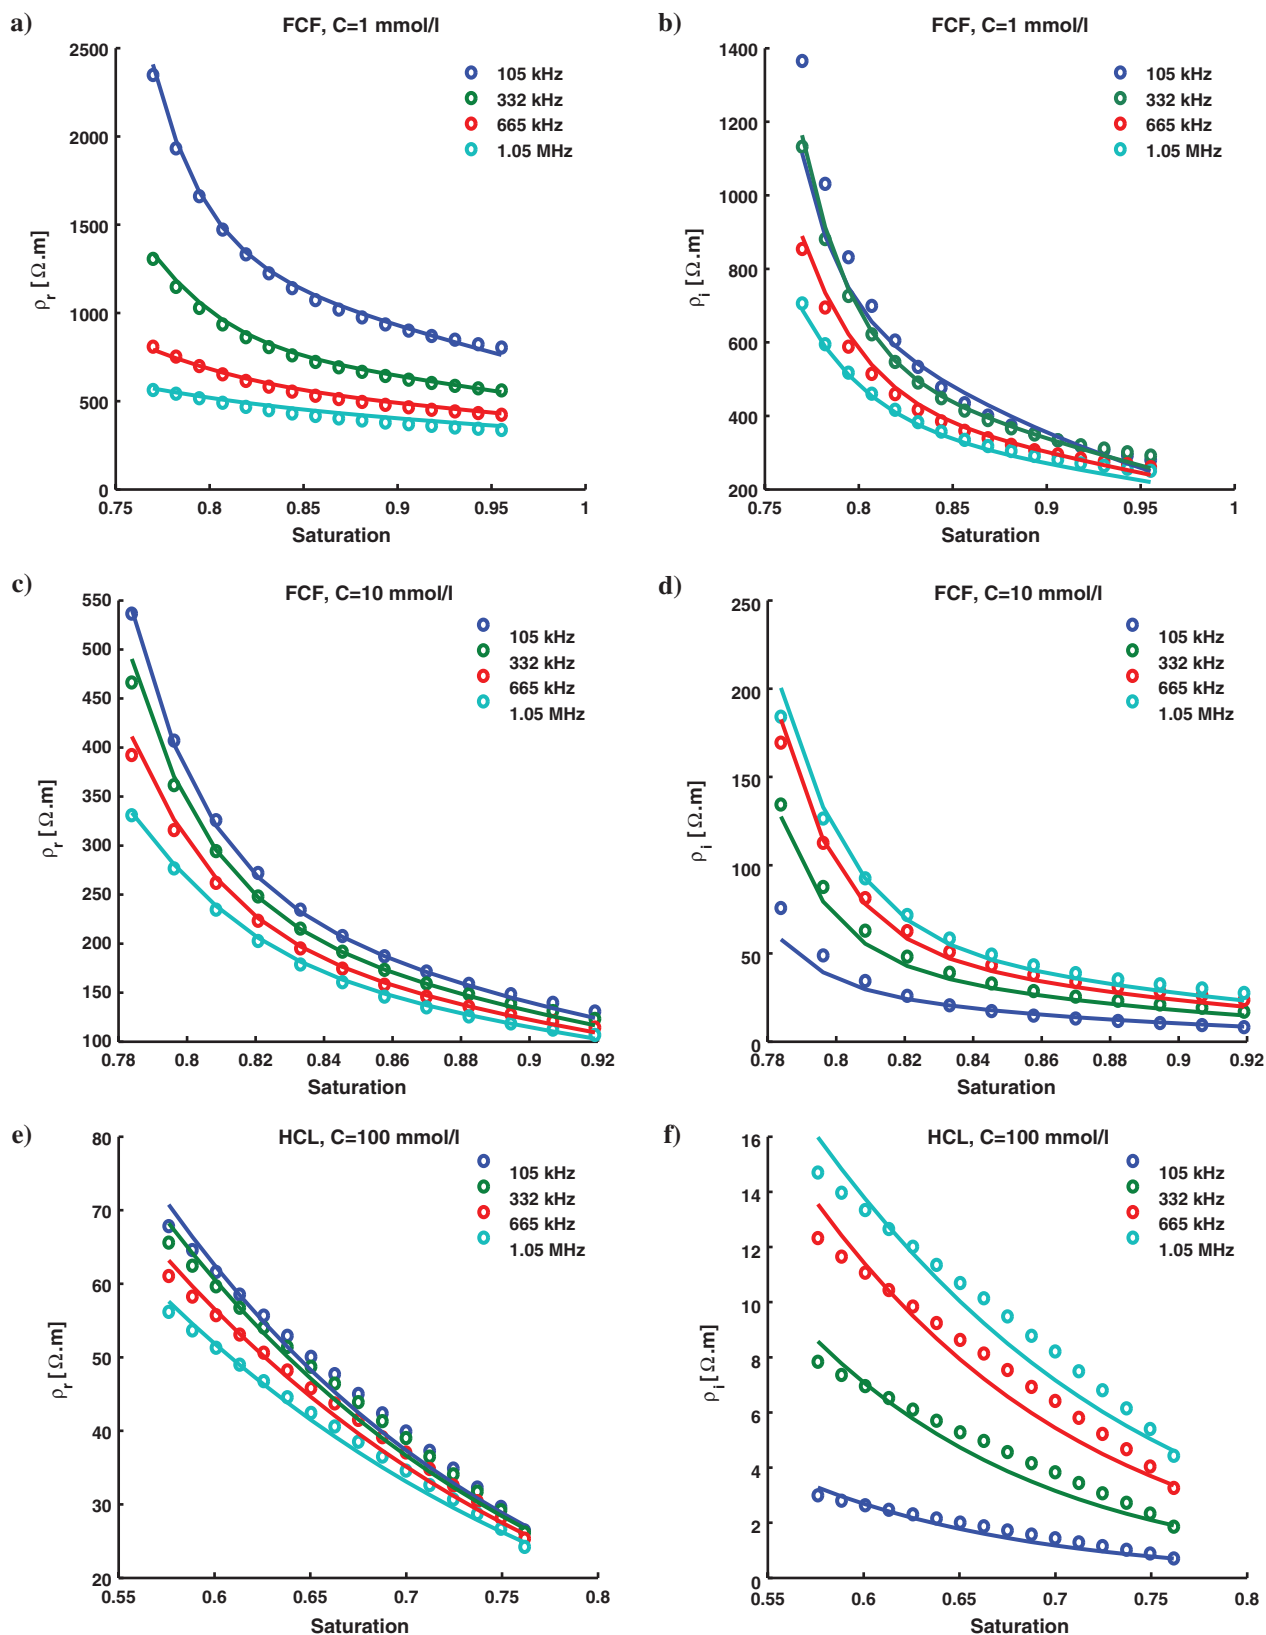 a)
FCF, C=1 mmol/l
2500
2000
1500
1000
500
0
ρr [ Ω.m]
105 kHz
332 kHz
665 kHz
1.05 MHz
0.75 0.8 0.85 0.9 0.95 1
Saturation
b)
FCF, C=1 mmol/l
1400
1200
1000
800
600
400
200
ρi [ Ω.m]
105 kHz
332 kHz
665 kHz
1.05 MHz
0.75 0.8 0.85 0.9 0.95 1
Saturation
c)
FCF, C=10 mmol/l
550
500
450
400
350
300
250
200
150
100
ρr [ Ω.m]
105 kHz
332 kHz
665 kHz
1.05 MHz
0.78 0.8 0.82 0.84 0.86 0.88 0.9 0.92
Saturation
d)
FCF, C=10 mmol/l
250
200
150
100
50
0
ρi [ Ω.m]
105 kHz
332 kHz
665 kHz
1.05 MHz
0.78 0.8 0.82 0.84 0.86 0.88 0.9 0.92
Saturation
e)
HCL, C=100 mmol/l
80
70
60
50
40
30
20
ρr [ Ω.m]
105 kHz
332 kHz
665 kHz
1.05 MHz
0.55 0.6 0.65 0.7 0.75 0.8
Saturation
f)
HCL, C=100 mmol/l
16
14
12
10
8
6
4
2
0
ρi [ Ω.m]
105 kHz
332 kHz
665 kHz
1.05 MHz
0.55 0.6 0.65 0.7 0.75 0.8
Saturation